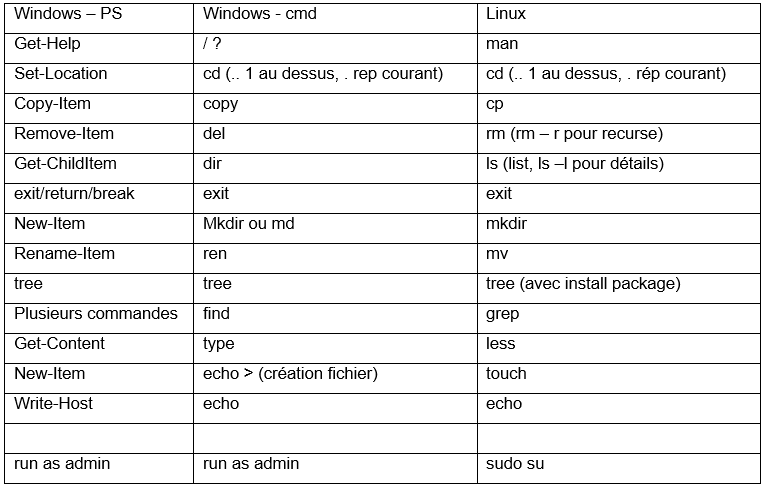 Windows – PS Windows - cmd Linux
Get-Help / ? man
Set-Location cd (.. 1 au dessus, . rep courant) cd (.. 1 au dessus, . rép courant)
Copy-Item copy cp
Remove-Item del rm (rm – r pour recurse)
Get-ChildItem dir ls (list, ls –l pour détails)
exit/return/break exit exit
New-Item Mkdir ou md mkdir
Rename-Item ren mv
tree tree tree (avec install package)
Plusieurs commandes find grep
Get-Content type less
New-Item echo > (création fichier) touch
Write-Host echo echo
run as admin run as admin sudo su